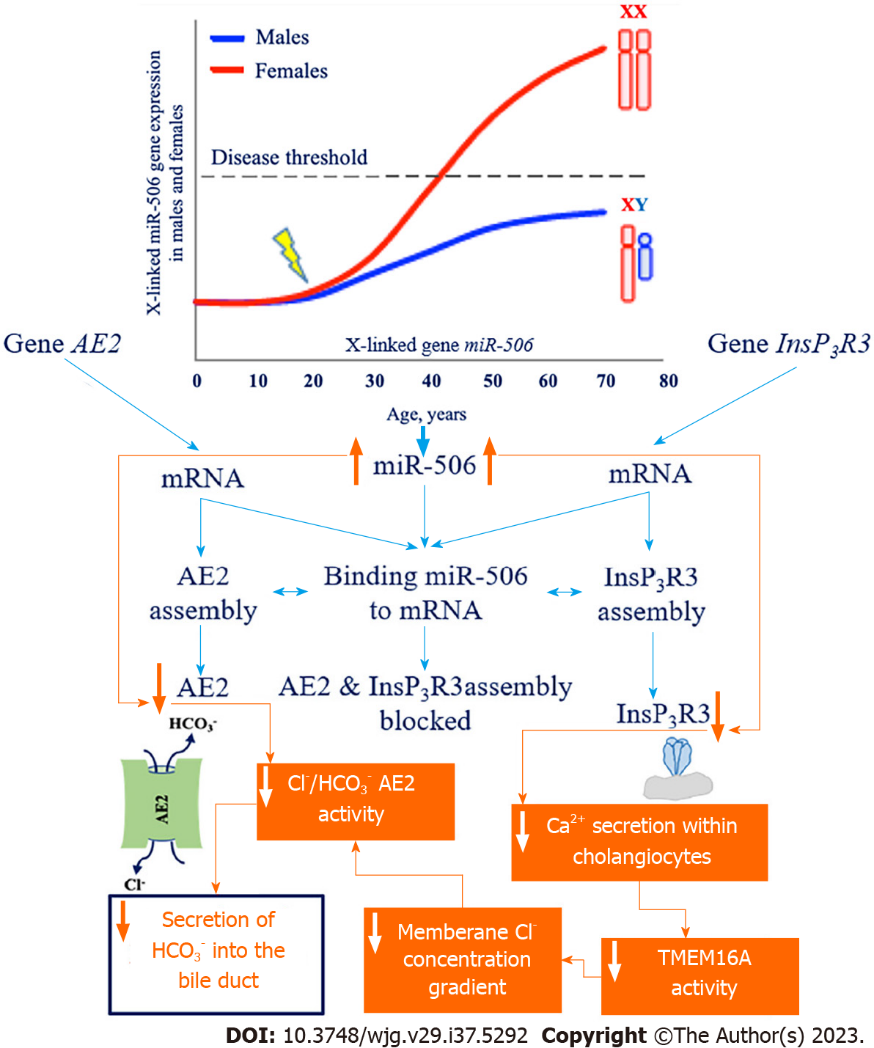 XX
Males
Females
X-linked miR-506 gene expression
in males and females
Disease threshold
XY
X-linked gene miR-506
0 10 20 30 40 50 60 70 80
Age, years
Gene AE2
Gene InsP₃R3
mRNA
miR-506
mRNA
AE2
assembly
Binding miR-506
to mRNA
InsP₃R3
assembly
AE2
AE2 & InsP₃R3assembly
blocked
InsP₃R3
HCO₃⁻
AE2
Cl⁻
Cl⁻/HCO₃⁻ AE2
activity
Ca²⁺ secretion within
cholangiocytes
Secretion of
HCO₃⁻ into the
bile duct
Memberane Cl⁻
concentration
gradient
TMEM16A
activity
DOI: 10.3748/wjg.v29.i37.5292 Copyright ©The Author(s) 2023.